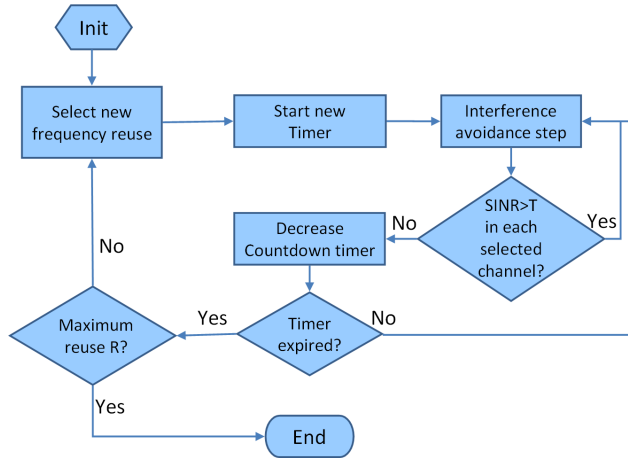 Init
Select new
frequency reuse
Start new
Timer
Interference
avoidance step
SINR>T
in each
selected
channel?
Yes
No
Decrease
Countdown timer
No
Maximum
reuse R?
Yes
Timer
expired?
No
Yes
End